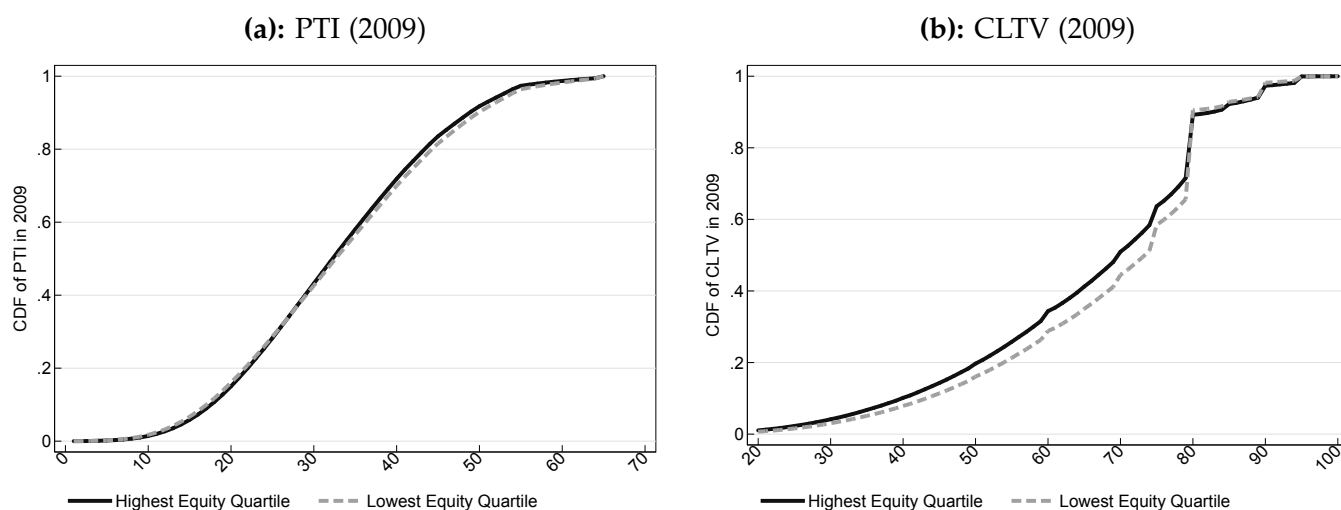 (a): PTI (2009)
CDF of PTI in 2009
1
.8
.6
.4
.2
0
0 10 20 30 40 50 60 70
Highest Equity Quartile Lowest Equity Quartile
(b): CLTV (2009)
CDF of CLTV in 2009
1
.8
.6
.4
.2
0
20 30 40 50 60 70 80 90 100
Highest Equity Quartile Lowest Equity Quartile